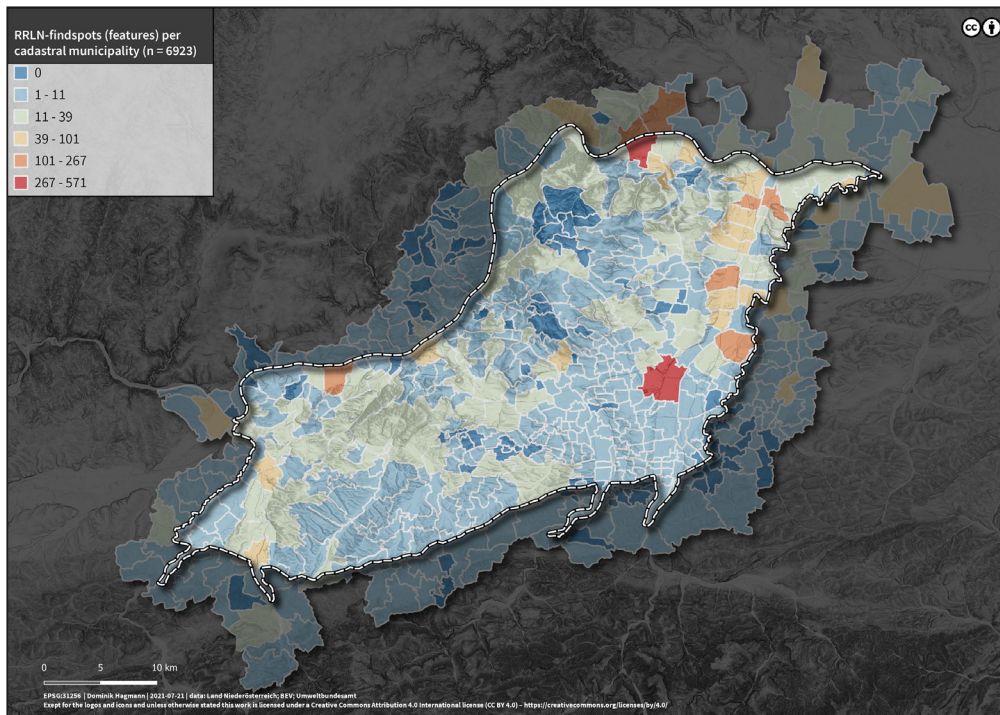 RRLN-findspots (features) per
cadastral municipality (n = 6923)
0
1 - 11
11 - 39
39 - 101
101 - 267
267 - 571
cc
0 5 10 km
EPSG:31256 | Dominik Hagmann | 2021-07-21 | data: Land Niederösterreich; BEV; Umweltbundesamt
Exept for the logos and icons and unless otherwise stated this work is licensed under a Creative Commons Attribution 4.0 International license (CC BY 4.0) – https://creativecommons.org/licenses/by/4.0/